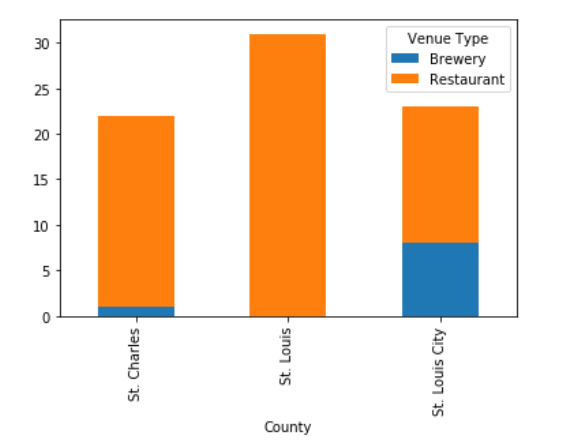 30
25
20
15
10
5
0
Venue Type
Brewery
Restaurant
St. Charles
St. Louis
St. Louis City
County